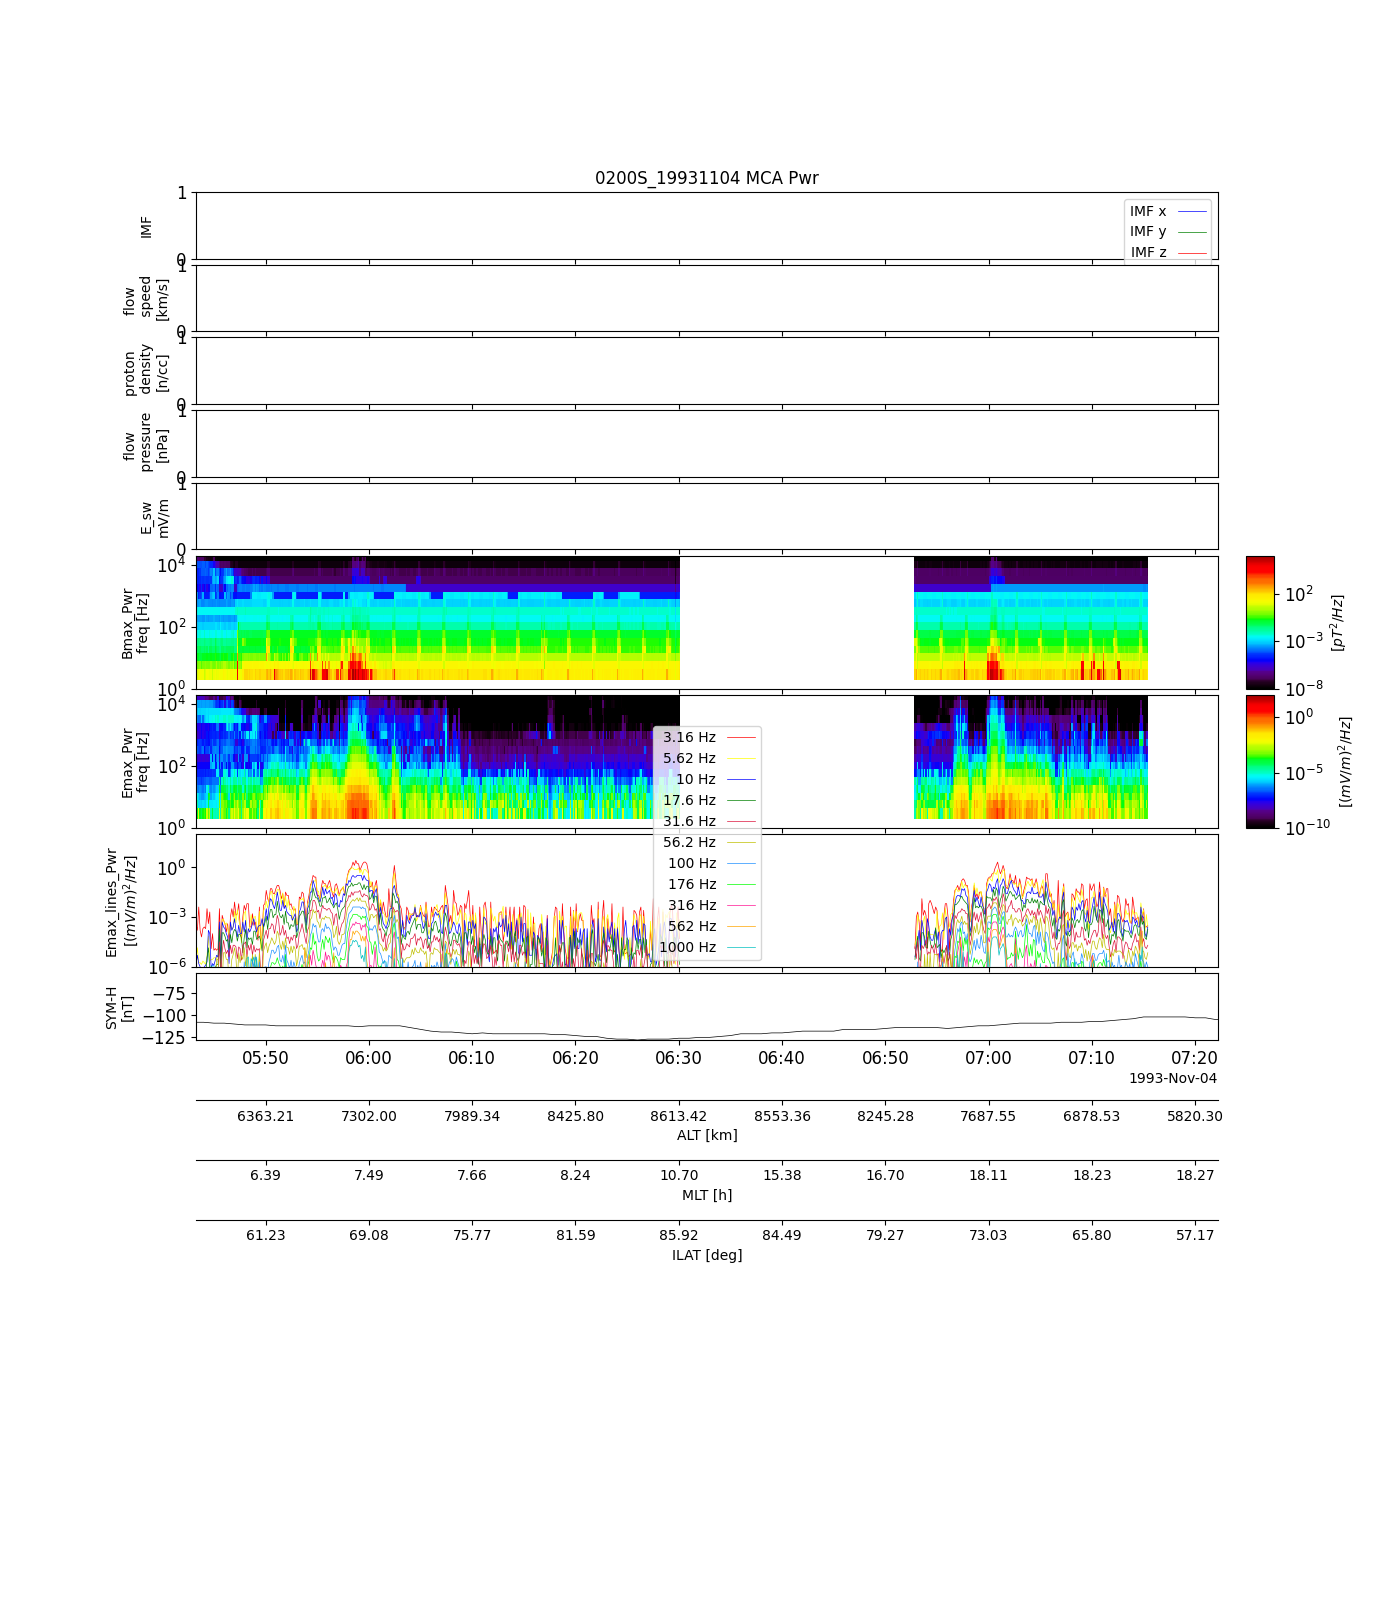 0200S_19931104 MCA Pwr
1
IMF
0
IMF x
IMF y
IMF z
1
flow
speed
[km/s]
0
1
proton
density
[n/cc]
0
1
flow
pressure
[nPa]
0
1
E_sw
mV/m
0
10^4
10^2
10^0
Bmax_Pwr
freq [Hz]
10^2
10^-3
10^-8
[pT^2/Hz]
10^4
10^2
10^0
Emax_Pwr
freq [Hz]
10^0
10^-5
10^-10
[(mV/m)^2/Hz]
3.16 Hz
5.62 Hz
10 Hz
17.6 Hz
31.6 Hz
56.2 Hz
100 Hz
176 Hz
316 Hz
562 Hz
1000 Hz
10^0
10^-3
10^-6
Emax_lines_Pwr
[(mV/m)^2/Hz]
SYM-H
[nT]
−75
−100
−125
05:50 06:00 06:10 06:20 06:30 06:40 06:50 07:00 07:10 07:20
1993-Nov-04
6363.21 7302.00 7989.34 8425.80 8613.42 8553.36 8245.28 7687.55 6878.53 5820.30
ALT [km]
6.39 7.49 7.66 8.24 10.70 15.38 16.70 18.11 18.23 18.27
MLT [h]
61.23 69.08 75.77 81.59 85.92 84.49 79.27 73.03 65.80 57.17
ILAT [deg]